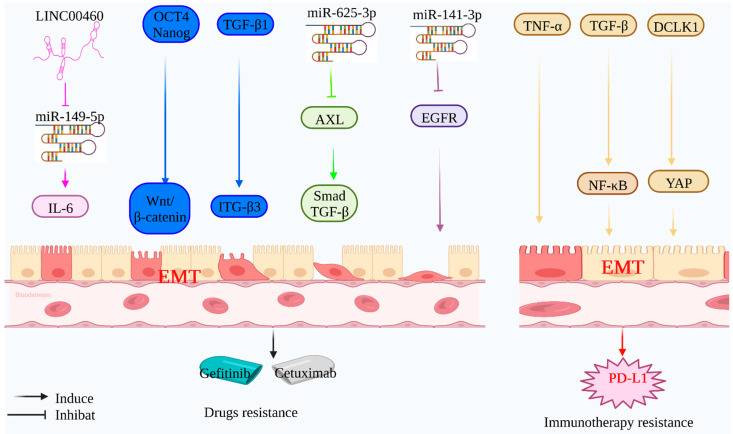 LINC00460
OCT4
Nanog
TGF-β1
miR-625-3p
miR-141-3p
TNF-α
TGF-β
DCLK1
miR-149-5p
AXL
EGFR
IL-6
Wnt/
β-catenin
ITG-β3
Smad
TGF-β
NF-κB
YAP
EMT
EMT
Bloodstream
Gefitinib
Cetuximab
PD-L1
Induce
Inhibat
Drugs resistance
Immunotherapy resistance